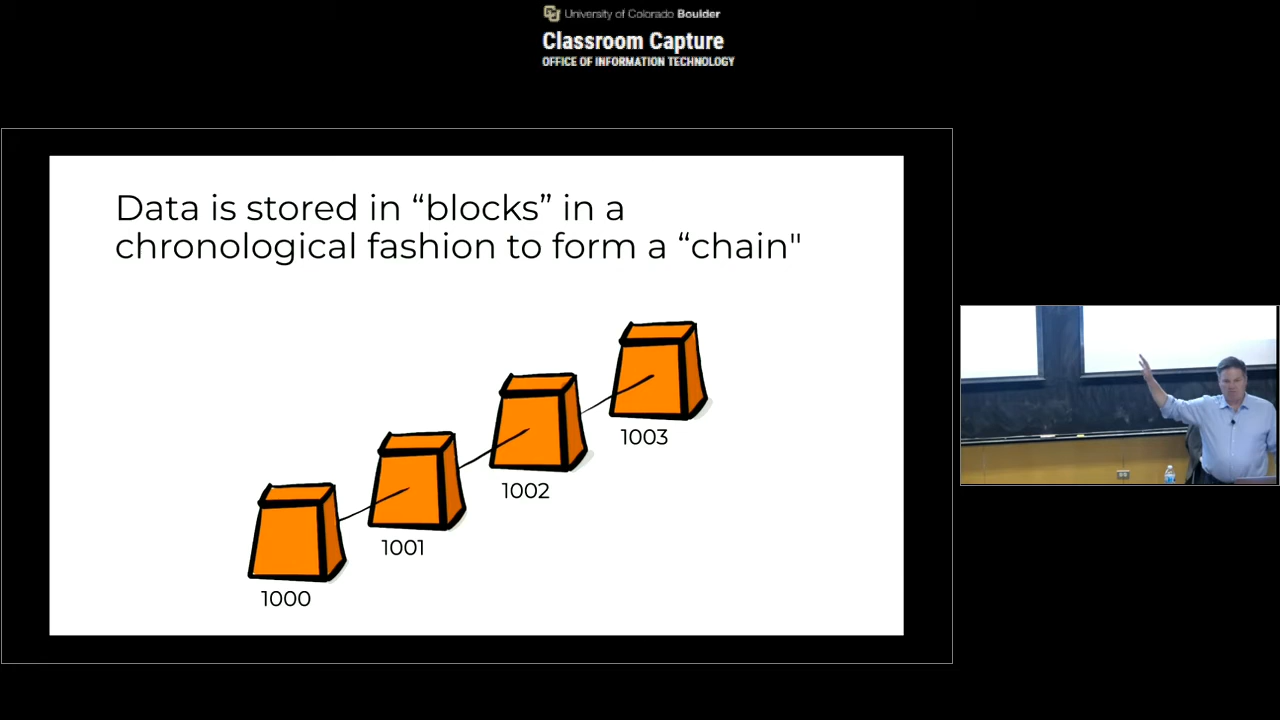 University of Colorado Boulder
Classroom Capture
OFFICE OF INFORMATION TECHNOLOGY
Data is stored in “blocks” in a
chronological fashion to form a “chain"
1003
1002
1001
1000